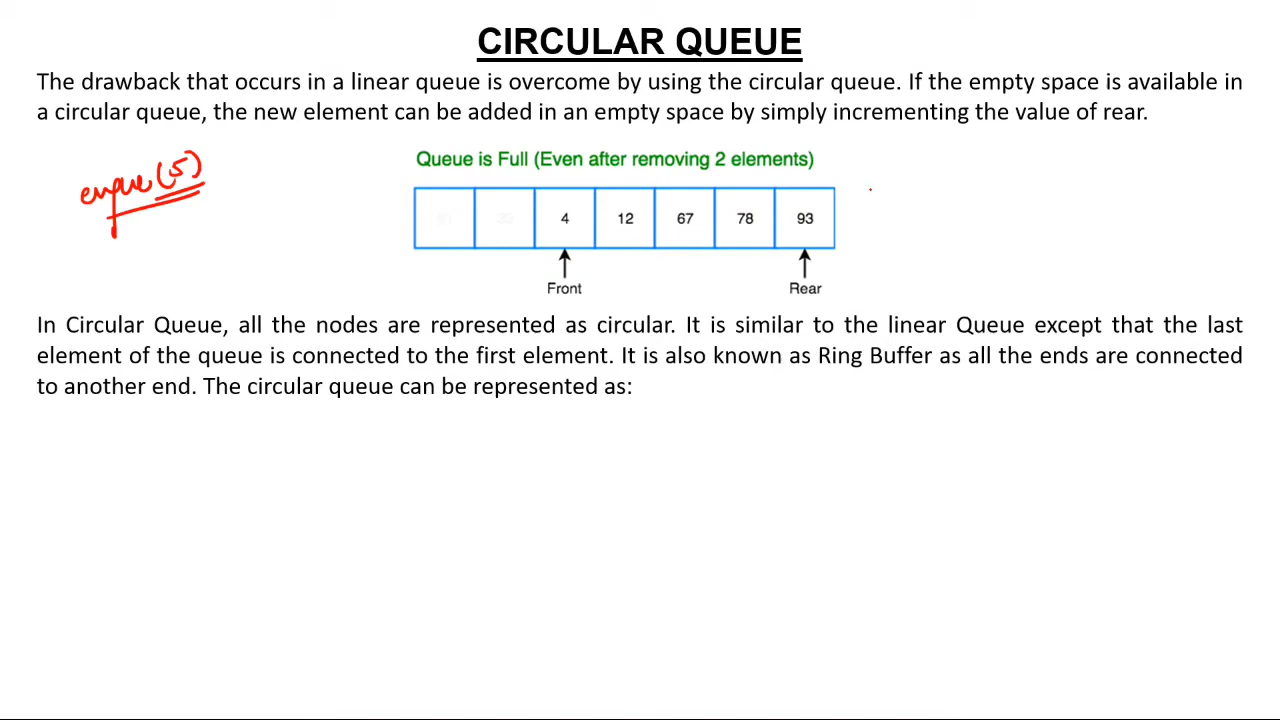 CIRCULAR QUEUE
The drawback that occurs in a linear queue is overcome by using the circular queue. If the empty space is available in
a circular queue, the new element can be added in an empty space by simply incrementing the value of rear.
enque(5)
Queue is Full (Even after removing 2 elements)
4 12 67 78 93
Front Rear
In Circular Queue, all the nodes are represented as circular. It is similar to the linear Queue except that the last
element of the queue is connected to the first element. It is also known as Ring Buffer as all the ends are connected
to another end. The circular queue can be represented as: